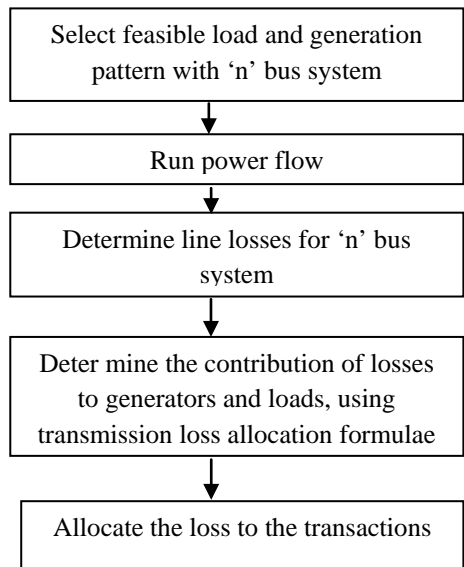 Select feasible load and generation
pattern with ‘n’ bus system
Run power flow
Determine line losses for ‘n’ bus
system
Deter mine the contribution of losses
to generators and loads, using
transmission loss allocation formulae
Allocate the loss to the transactions